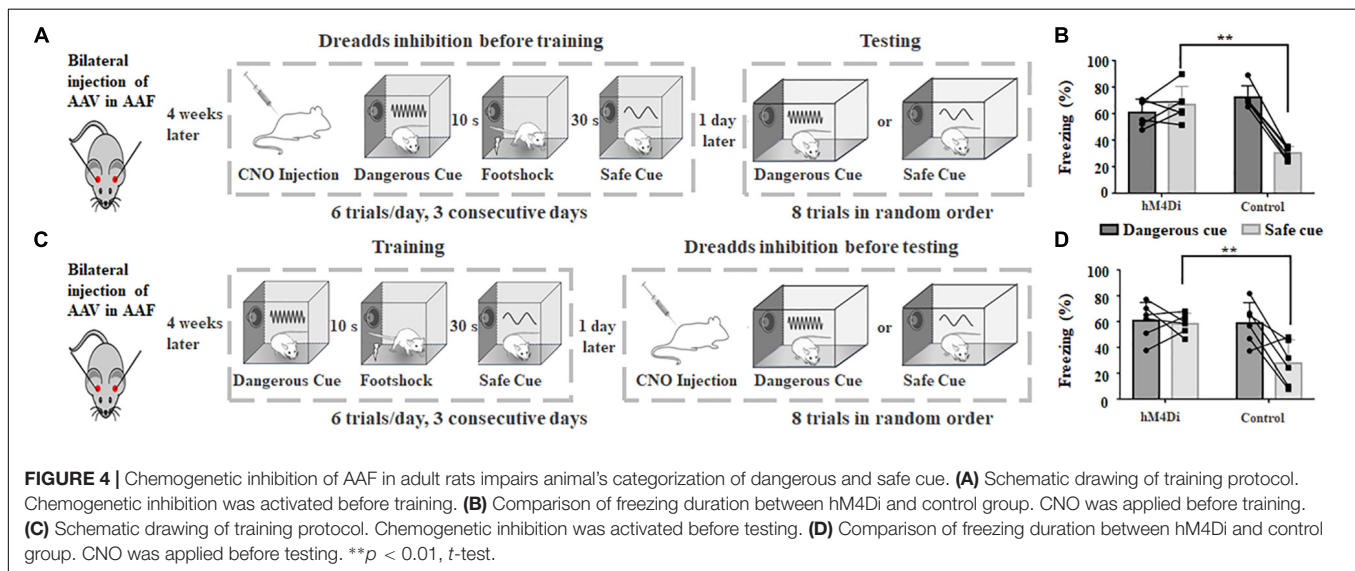 A
Dreadds inhibition before training
Testing
Bilateral
injection of
AAV in AAF
4 weeks
later
10 s
30 s
1 day
later
or
CNO Injection
Dangerous Cue
Footshock
Safe Cue
Dangerous Cue
Safe Cue
6 trials/day, 3 consecutive days
8 trials in random order
B
**
Freezing (%)
100
80
60
40
20
0
hM4Di
Control
Dangerous cue
Safe cue
C
Training
Dreadds inhibition before testing
Bilateral
injection of
AAV in AAF
4 weeks
later
10 s
30 s
1 day
later
or
Dangerous Cue
Footshock
Safe Cue
CNO Injection
Dangerous Cue
Safe Cue
6 trials/day, 3 consecutive days
8 trials in random order
D
**
Freezing (%)
100
80
60
40
20
0
hM4Di
Control
FIGURE 4 | Chemogenetic inhibition of AAF in adult rats impairs animal's categorization of dangerous and safe cue. (A) Schematic drawing of training protocol.
Chemogenetic inhibition was activated before training. (B) Comparison of freezing duration between hM4Di and control group. CNO was applied before training.
(C) Schematic drawing of training protocol. Chemogenetic inhibition was activated before testing. (D) Comparison of freezing duration between hM4Di and control
group. CNO was applied before testing. **p < 0.01, t-test.